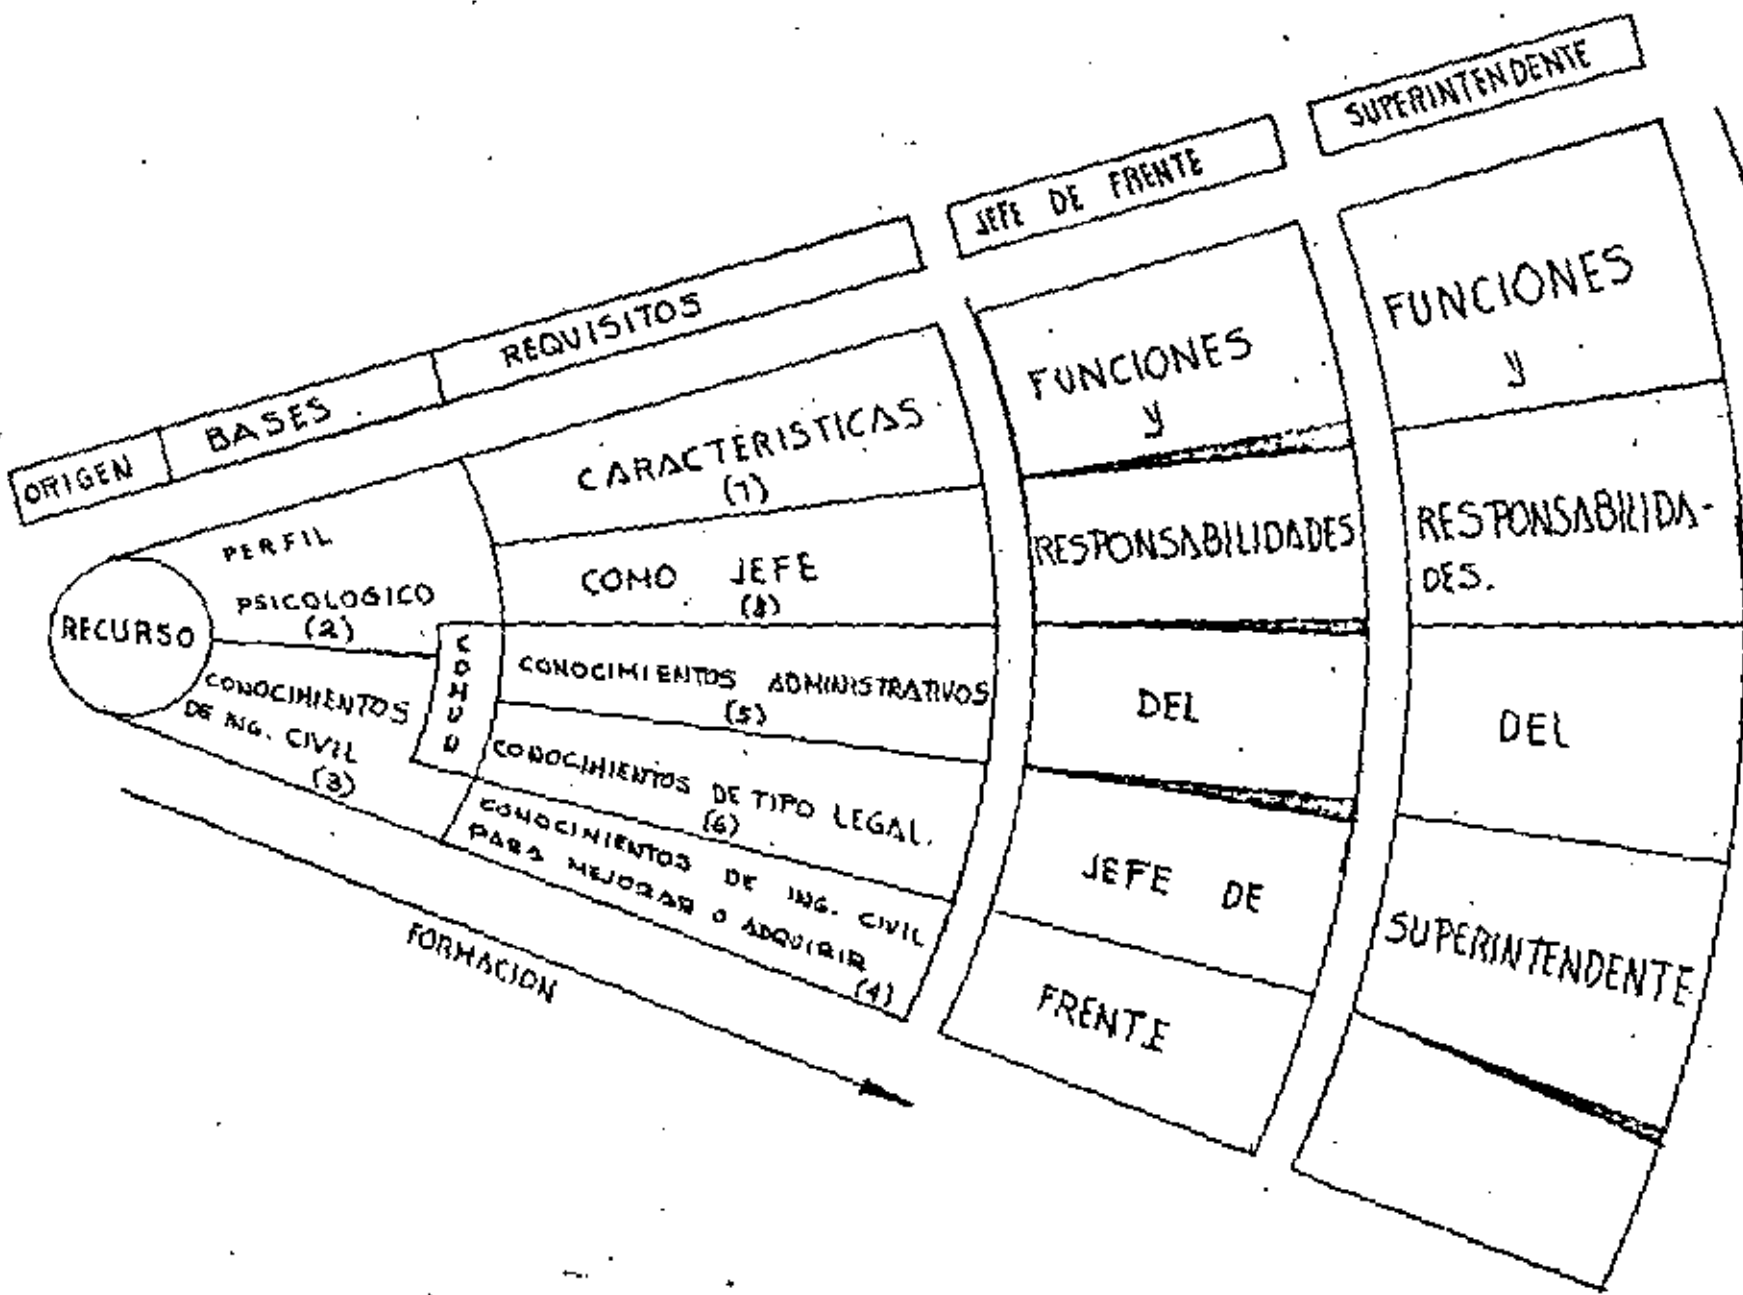 SUPERINTENDENTE
JEFE DE FRENTE
REQUISITOS
BASES
ORIGEN
RECURSO
PERFIL
PSICOLOGICO
(2)
CONOCIMIENTOS
DE ING. CIVIL
(3)
COMUN
CARACTERISTICAS
(1)
COMO JEFE
CONOCIMIENTOS ADMINISTRATIVOS
(5)
CONOCIMIENTOS DE TIPO LEGAL.
(6)
CONOCIMIENTOS DE ING. CIVIL
PARA MEJORAR O ADQUIRIR
(4)
FORMACION
FUNCIONES
y
RESPONSABILIDADES
DEL
JEFE DE
FRENTE
FUNCIONES
y
RESPONSABILIDA-
DES.
DEL
SUPERINTENDENTE